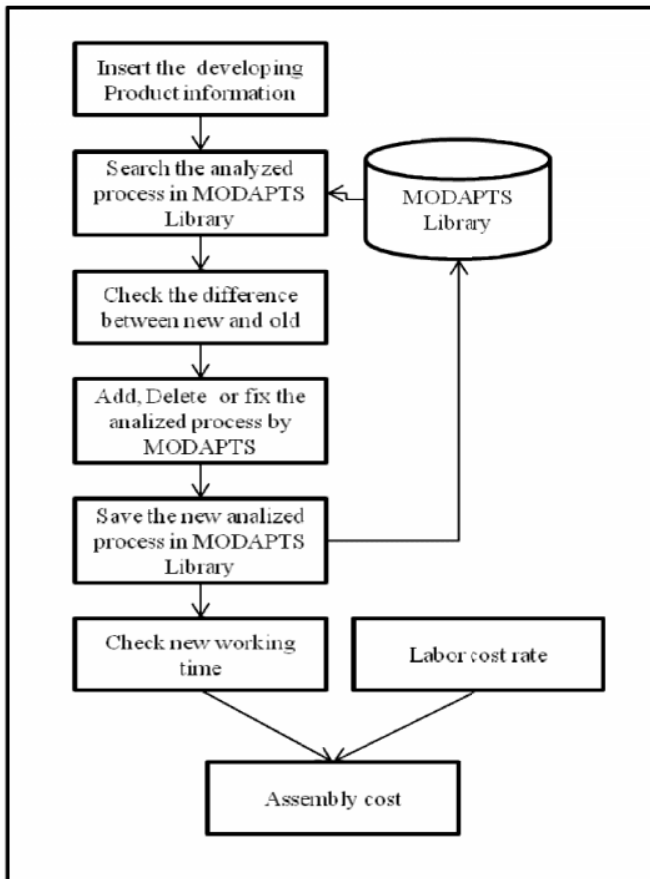 Insert the developing
Product information
Search the analyzed
process in MODAPTS
Library
MODAPTS
Library
Check the difference
between new and old
Add, Delete or fix the
analized process by
MODAPTS
Save the new analized
process in MODAPTS
Library
Check new working
time
Labor cost rate
Assembly cost